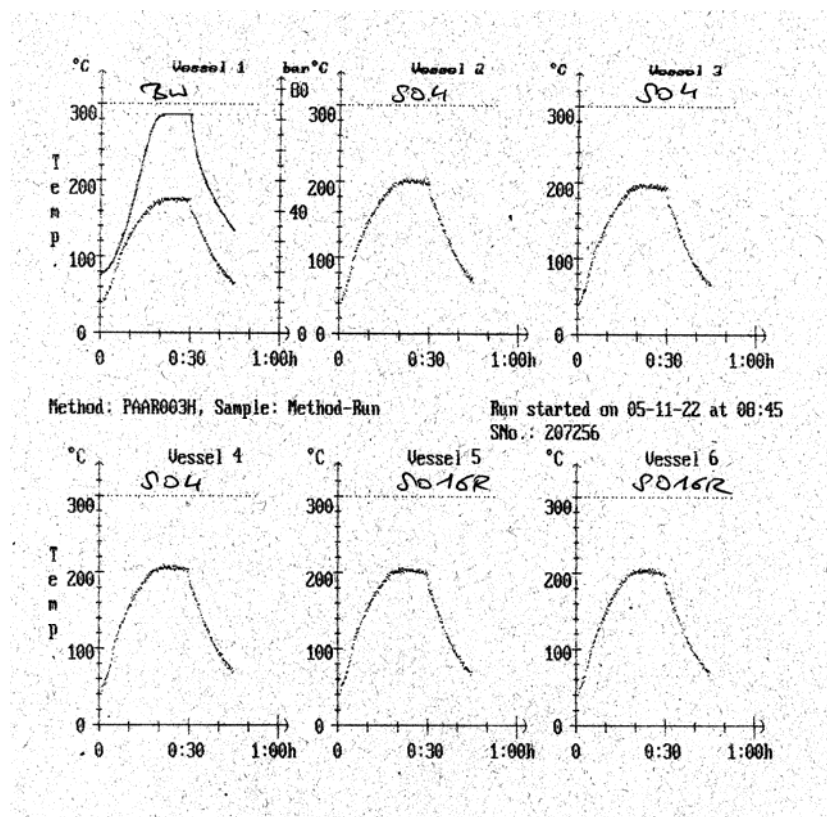 °C Vessel 1 bar°C Vessel 2 °C Vessel 3
BW SO4 SO4
300 80 300 300
Temp.
200 200 200
40
100 100 100
0 0 0 0
0 0:30 1:00h 0 0:30 1:00h 0 0:30 1:00h
Method: PAAR003H, Sample: Method-Run Run started on 05-11-22 at 08:45
SNo.: 207256
°C Vessel 4 °C Vessel 5 °C Vessel 6
SO4 SO16R SO16R
300 300 300
Temp
200 200 200
100 100 100
0 0 0
0 0:30 1:00h 0 0:30 1:00h 0 0:30 1:00h